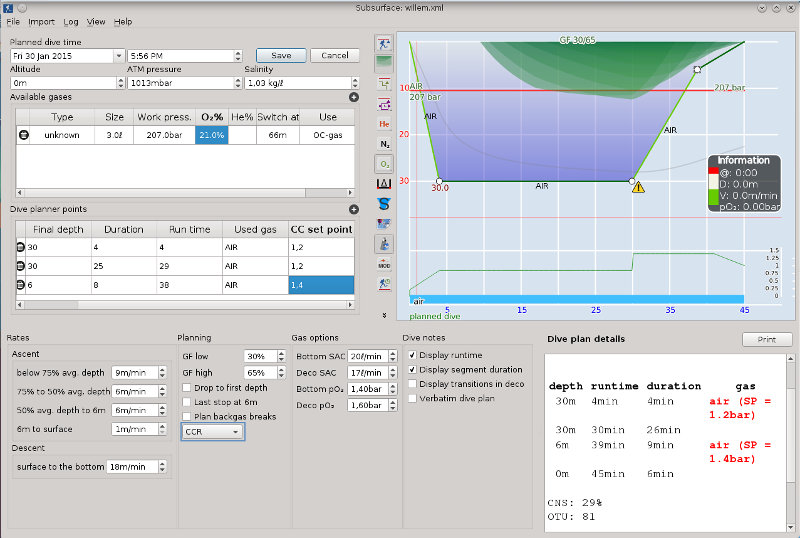 Subsurface: willem.xml
File Import Log View Help
Planned dive time
Fri 30 Jan 2015 5:56 PM Save Cancel
Altitude ATM pressure Salinity
0m 1013mbar 1,03 kg/ℓ
Available gases
Type Size Work press. O₂% He% Switch at Use
unknown 3.0ℓ 207.0bar 21.0% 66m OC-gas
Dive planner points
Final depth Duration Run time Used gas CC set point
30 4 4 AIR 1,2
30 25 29 AIR 1,2
6 8 38 AIR 1,4
He
N₂
O₂
S
MOD
GF 30/65
10
AIR
207 bar
207 bar
AIR
AIR
20
30
30.0
AIR
Information
@: 0:00
D: 0.0m
V: 0.0m/min
pO₂: 0.00bar
1.5
1.25
1
0.75
0.5
0.25
0
air
5 15 25 35 45
planned dive
Rates
Ascent
below 75% avg. depth 9m/min
75% to 50% avg. depth 6m/min
50% avg. depth to 6m 6m/min
6m to surface 1m/min
Descent
surface to the bottom 18m/min
Planning
GF low 30%
GF high 65%
Drop to first depth
Last stop at 6m
Plan backgas breaks
CCR
Gas options
Bottom SAC 20ℓ/min
Deco SAC 17ℓ/min
Bottom pO₂ 1,40bar
Deco pO₂ 1,60bar
Dive notes
Display runtime
Display segment duration
Display transitions in deco
Verbatim dive plan
Dive plan details Print
depth runtime duration gas
30m 4min 4min air (SP =
1.2bar)
30m 30min 26min
6m 39min 9min air (SP =
1.4bar)
0m 45min 6min
CNS: 29%
OTU: 81